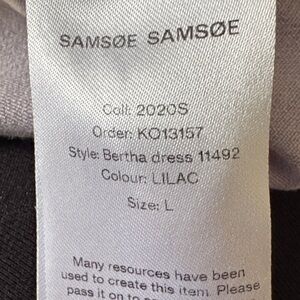 SAMSØE SAMSØE
Coll: 2020S
Order: KO13157
Style: Bertha dress 11492
Colour: LILAC
Size: L
Many resources have been
used to create this item. Please
pass it on to